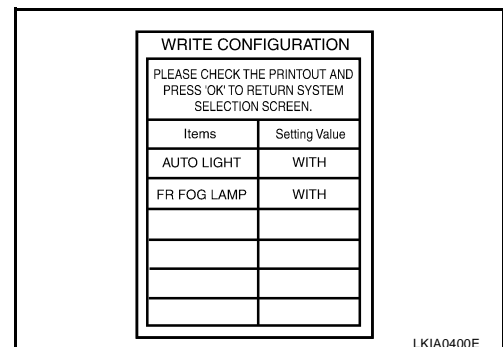 WRITE CONFIGURATION
PLEASE CHECK THE PRINTOUT AND
PRESS 'OK' TO RETURN SYSTEM
SELECTION SCREEN.
Items Setting Value
AUTO LIGHT WITH
FR FOG LAMP WITH
LKIA0400E